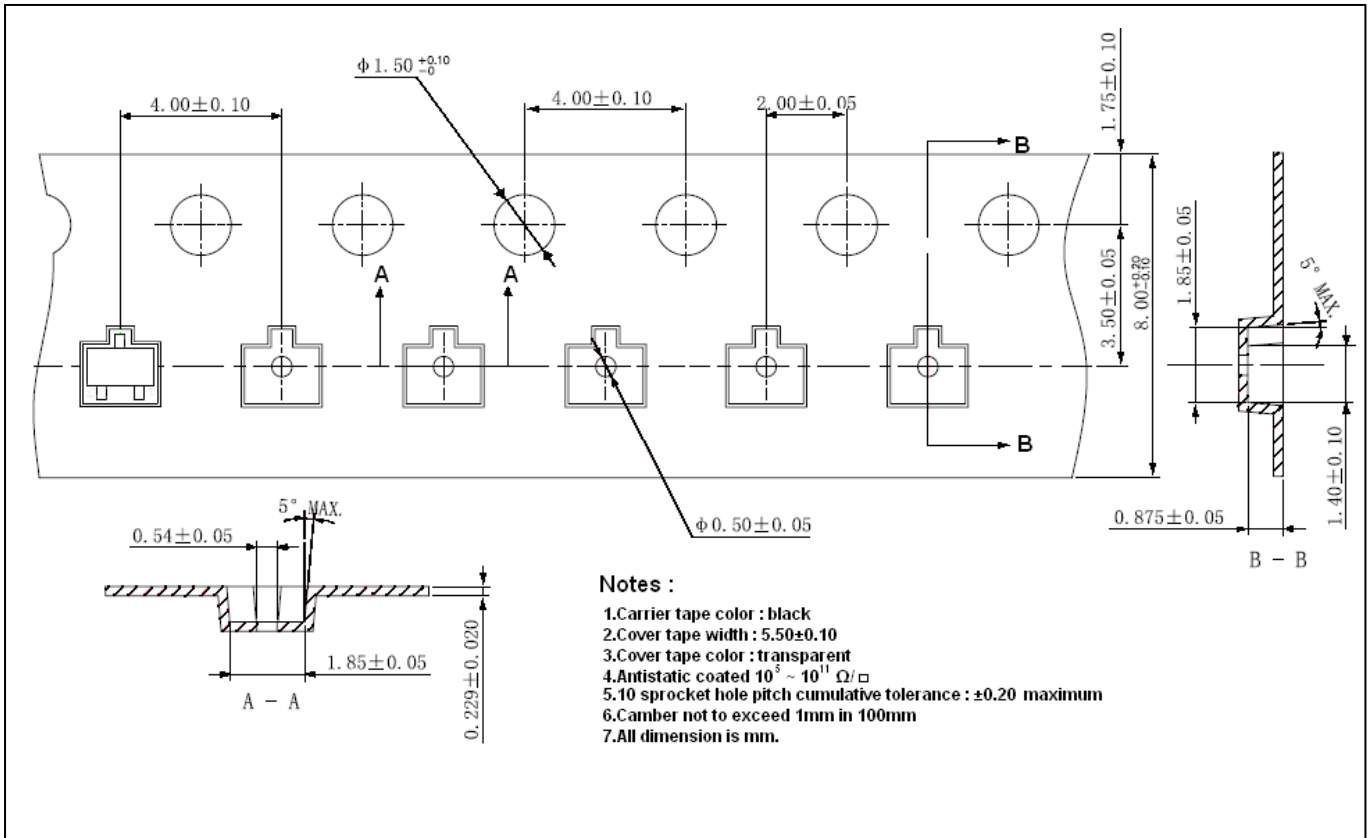 φ1.50 +0.10 -0
4.00±0.10
4.00±0.10
2.00±0.05
1.75±0.10
B
A
A
3.50±0.05
8.00 +0.20 -0.10
1.85±0.05
5° MAX.
B
1.40±0.10
0.875±0.05
B - B
φ0.50±0.05
5° MAX.
0.54±0.05
1.85±0.05
0.229±0.020
A - A
Notes :
1.Carrier tape color : black
2.Cover tape width : 5.50±0.10
3.Cover tape color : transparent
4.Antistatic coated 10⁵ ~ 10¹¹ Ω/□
5.10 sprocket hole pitch cumulative tolerance : ±0.20 maximum
6.Camber not to exceed 1mm in 100mm
7.All dimension is mm.